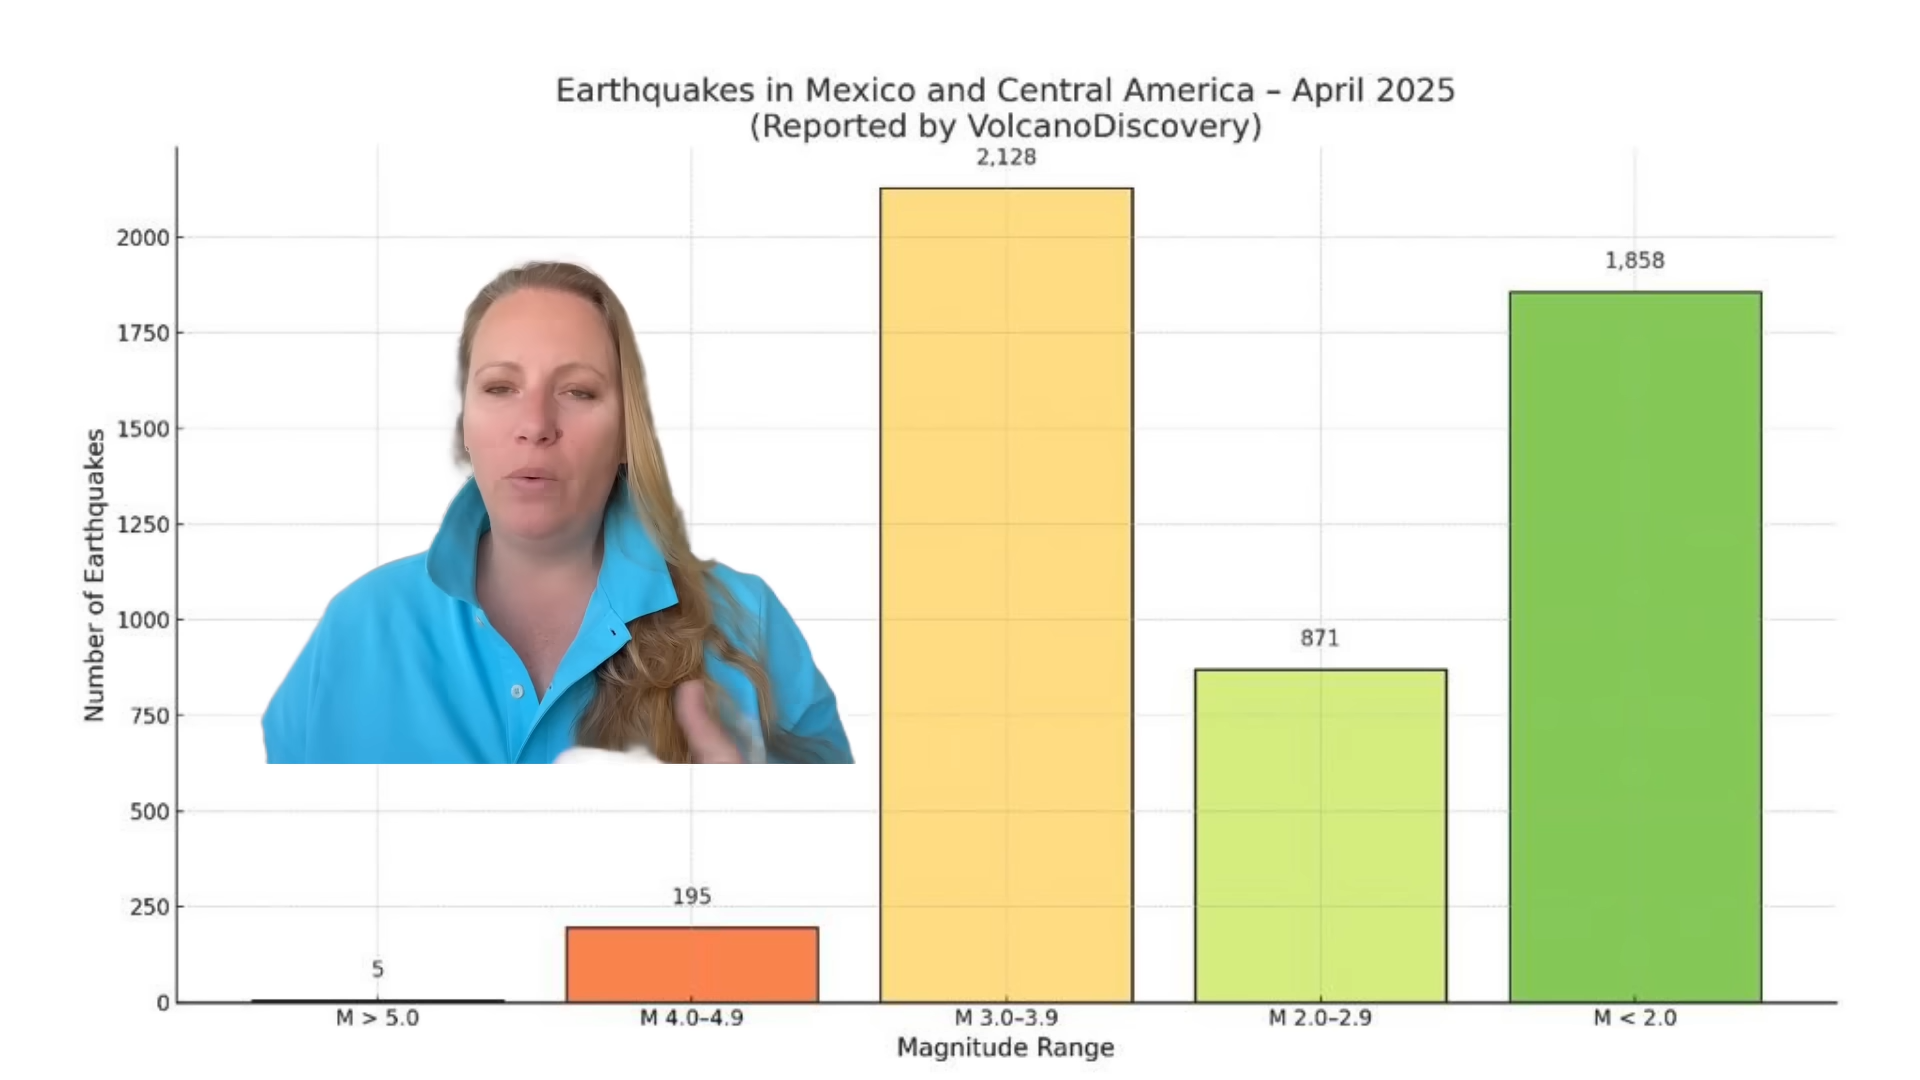 Earthquakes in Mexico and Central America – April 2025
(Reported by VolcanoDiscovery)
2,128
2000
1,858
1750
1500
1250
1000
871
750
500
250
195
5
0
Number of Earthquakes
M > 5.0
M 4.0–4.9
M 3.0–3.9
M 2.0–2.9
M < 2.0
Magnitude Range